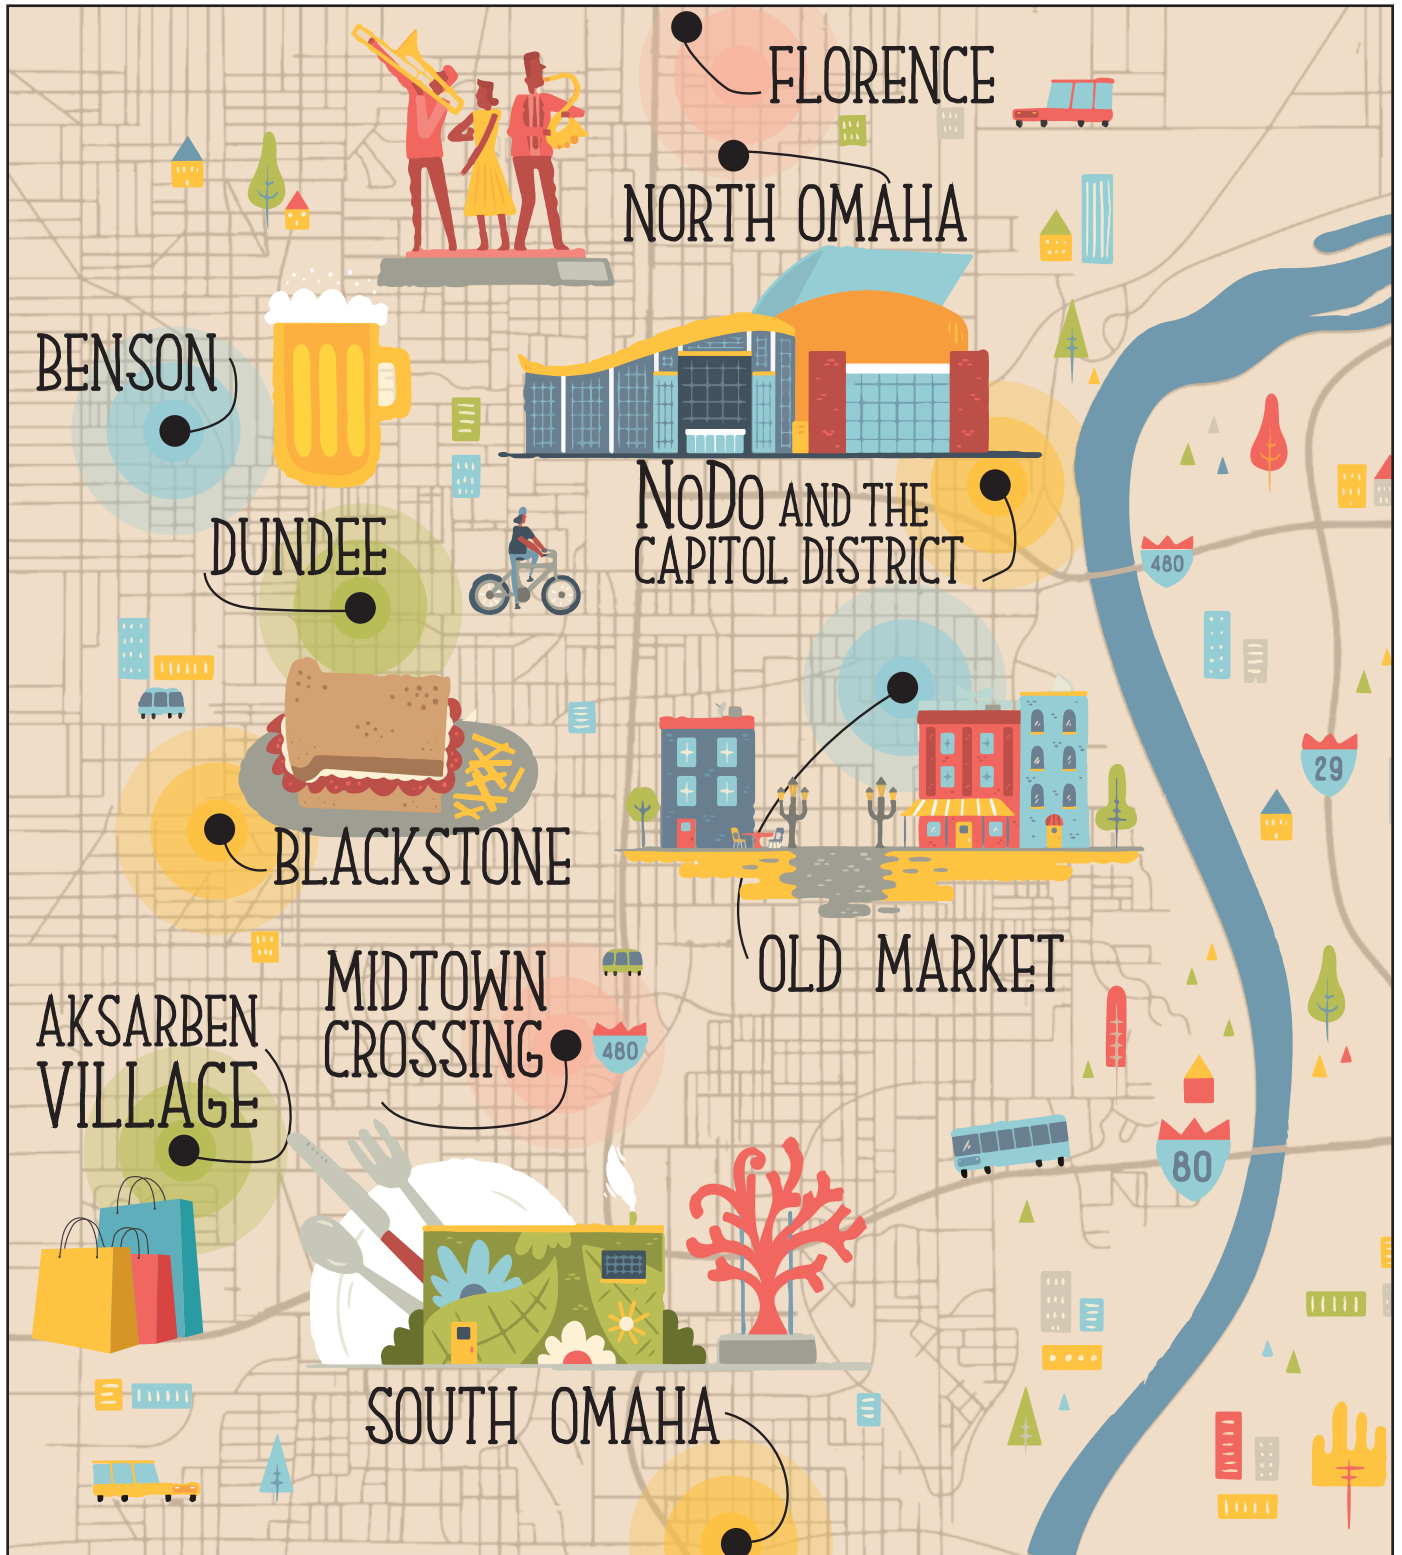 FLORENCE
NORTH OMAHA
BENSON
NoDo AND THE
CAPITOL DISTRICT
DUNDEE
480
29
BLACKSTONE
OLD MARKET
MIDTOWN
CROSSING
480
AKSARBEN
VILLAGE
80
SOUTH OMAHA